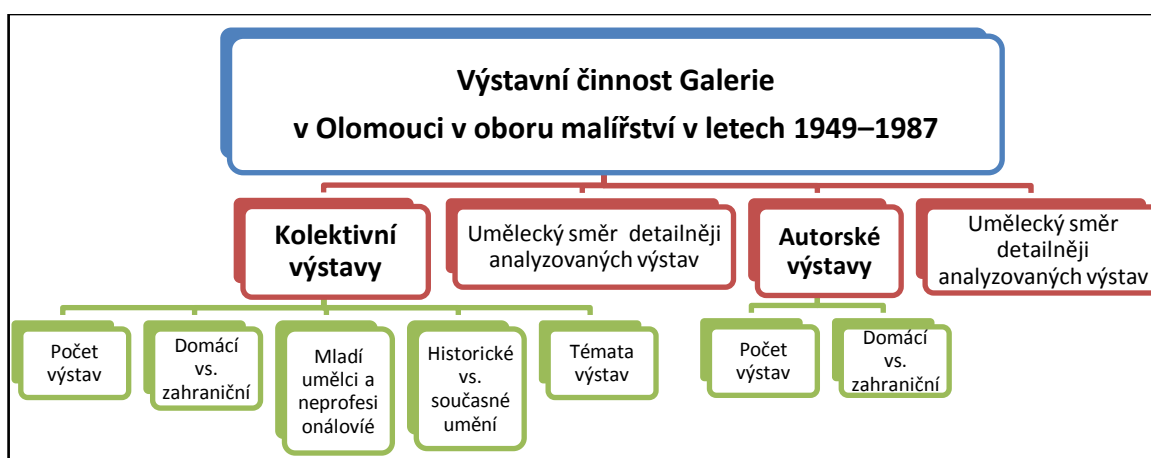 Výstavní činnost Galerie
v Olomouci v oboru malířství v letech 1949–1987
Kolektivní
výstavy
Umělecký směr detailněji
analyzovaných výstav
Autorské
výstavy
Umělecký směr
detailněji
analyzovaných výstav
Počet
výstav
Domácí
vs.
zahraniční
Mladí
umělci a
neprofesi
onálovíé
Historické
vs.
současné
umění
Témata
výstav
Počet
výstav
Domácí
vs.
zahraniční